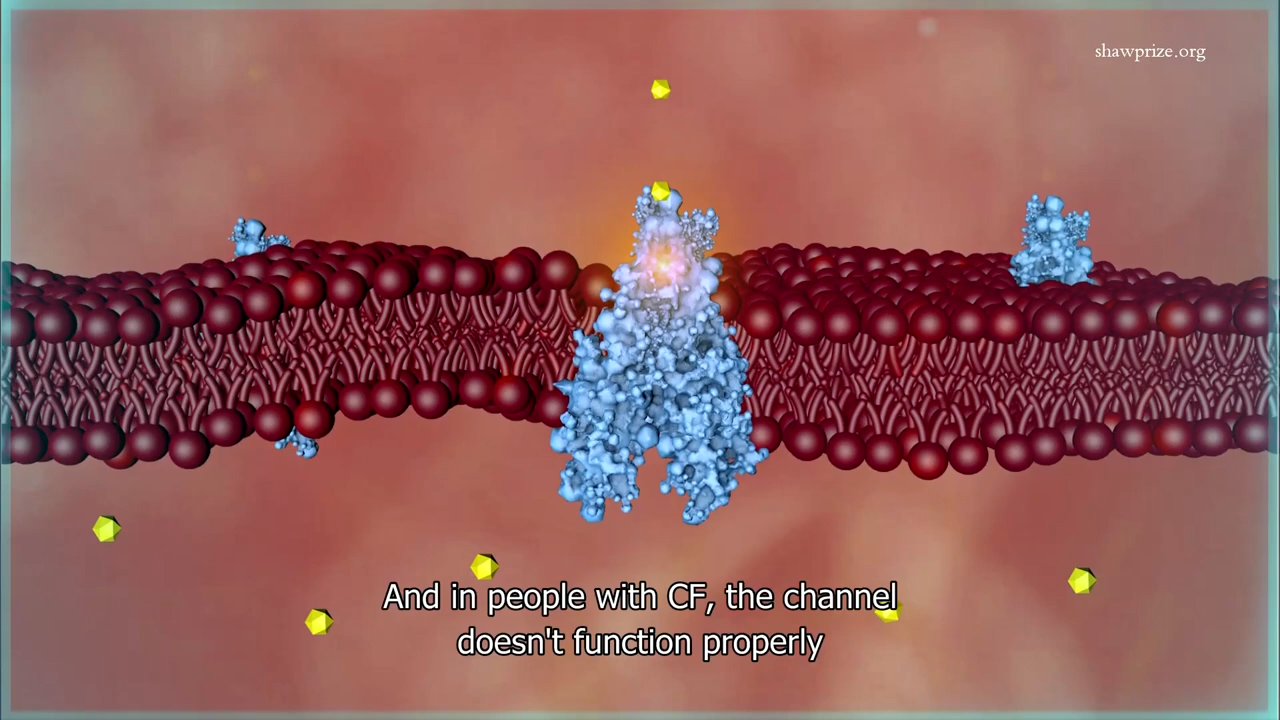 shawprize.org
And in people with CF, the channel
doesn't function properly